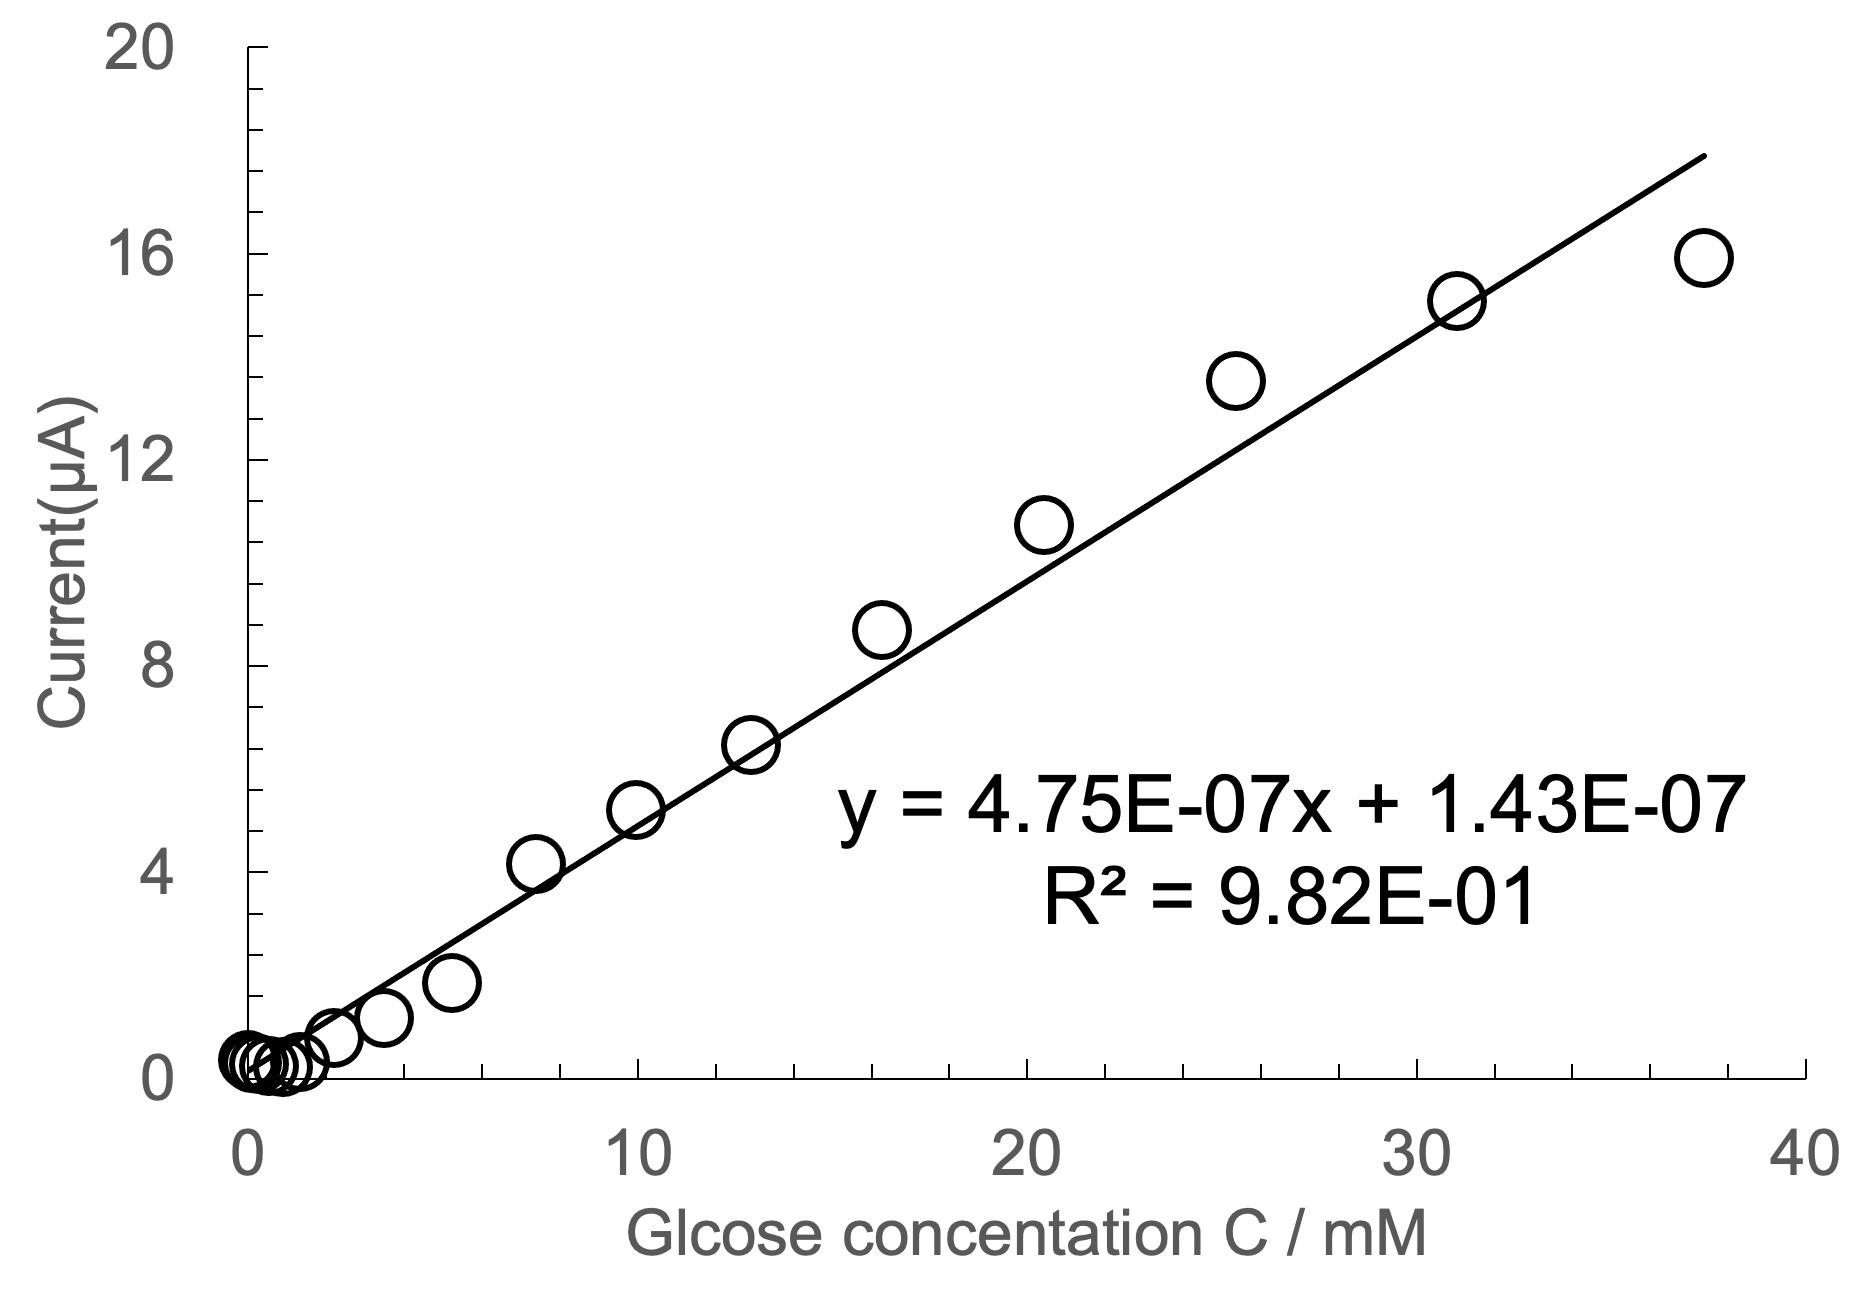 20
16
12
8
4
0
Current(µA)
y = 4.75E-07x + 1.43E-07
R² = 9.82E-01
0 10 20 30 40
Glcose concentation C / mM